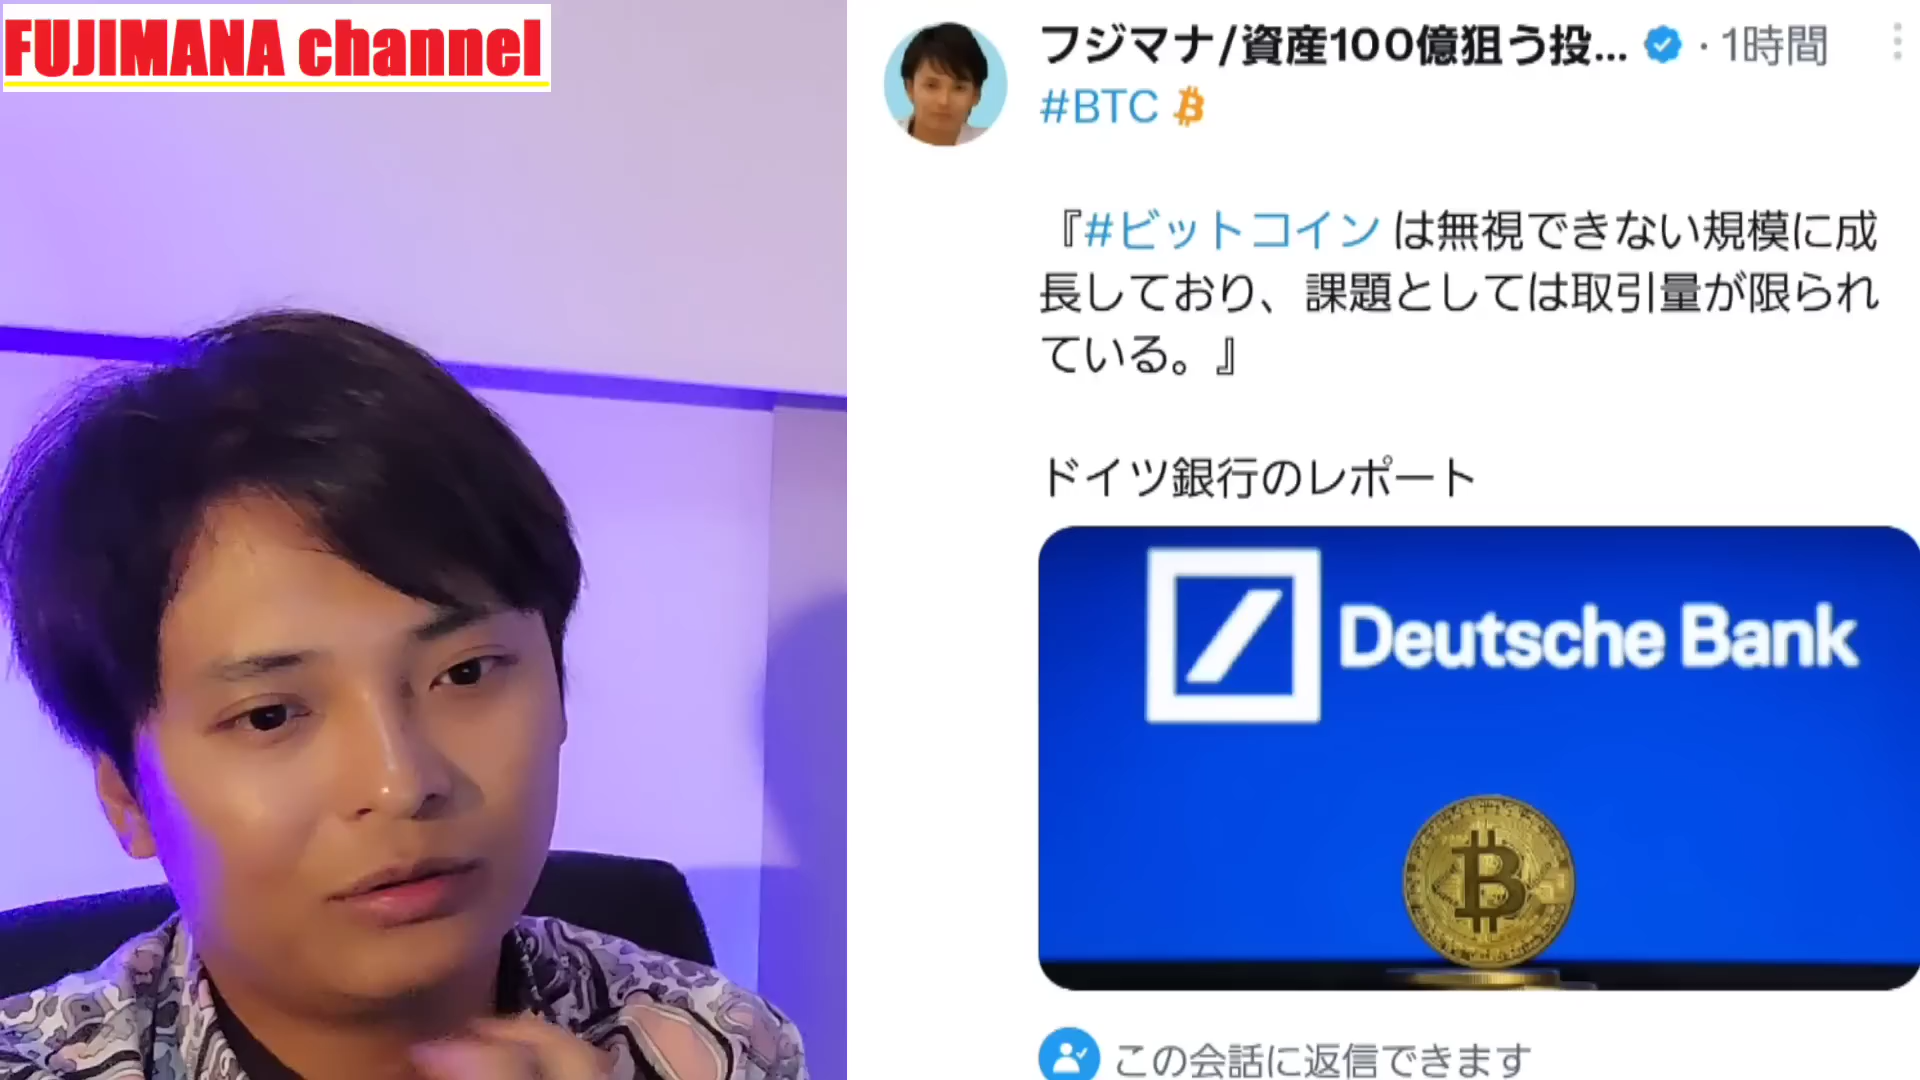 FUJIMANA channel
フジマナ/資産100億狙う投... ・1時間
#BTC
『#ビットコイン は無視できない規模に成
長しており、課題としては取引量が限られ
ている。』
ドイツ銀行のレポート
Deutsche Bank
この会話に返信できます